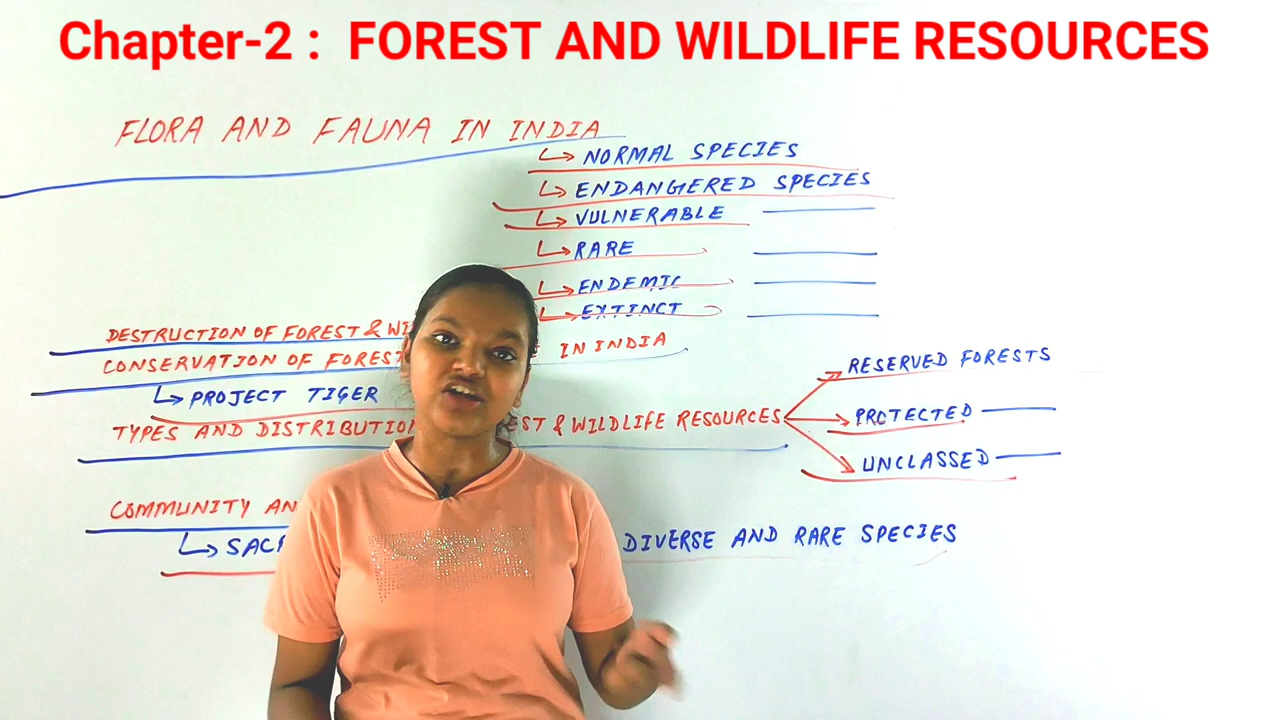 Chapter-2 : FOREST AND WILDLIFE RESOURCES
FLORA AND FAUNA IN INDIA
↳ NORMAL SPECIES
↳ ENDANGERED SPECIES
↳ VULNERABLE
↳ RARE
↳ ENDEMIC
↳ EXTINCT
DESTRUCTION OF FOREST &
CONSERVATION OF FOREST IN INDIA
↳ PROJECT TIGER
TYPES AND DISTRIBUTION & WILDLIFE RESOURCES
RESERVED FORESTS
PROTECTED
UNCLASSED
COMMUNITY
DIVERSE AND RARE SPECIES